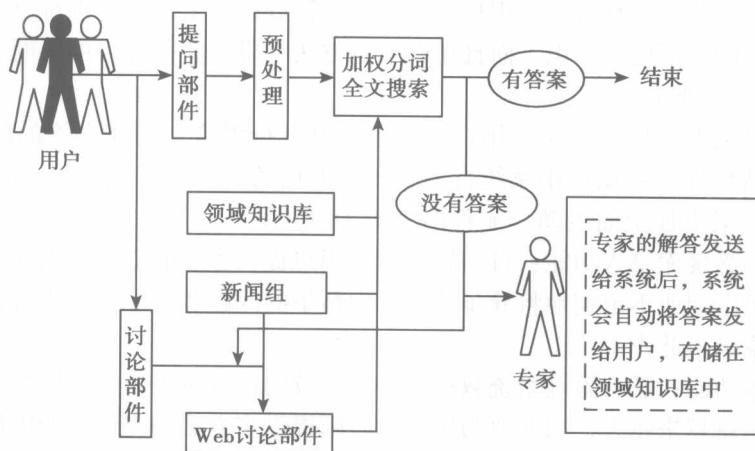 提问部件
预处理
加权分词
全文搜索
有答案
结束
用户
领域知识库
没有答案
新闻组
讨论部件
Web讨论部件
专家
专家的解答发送
给系统后，系统
会自动将答案发
给用户，存储在
领域知识库中